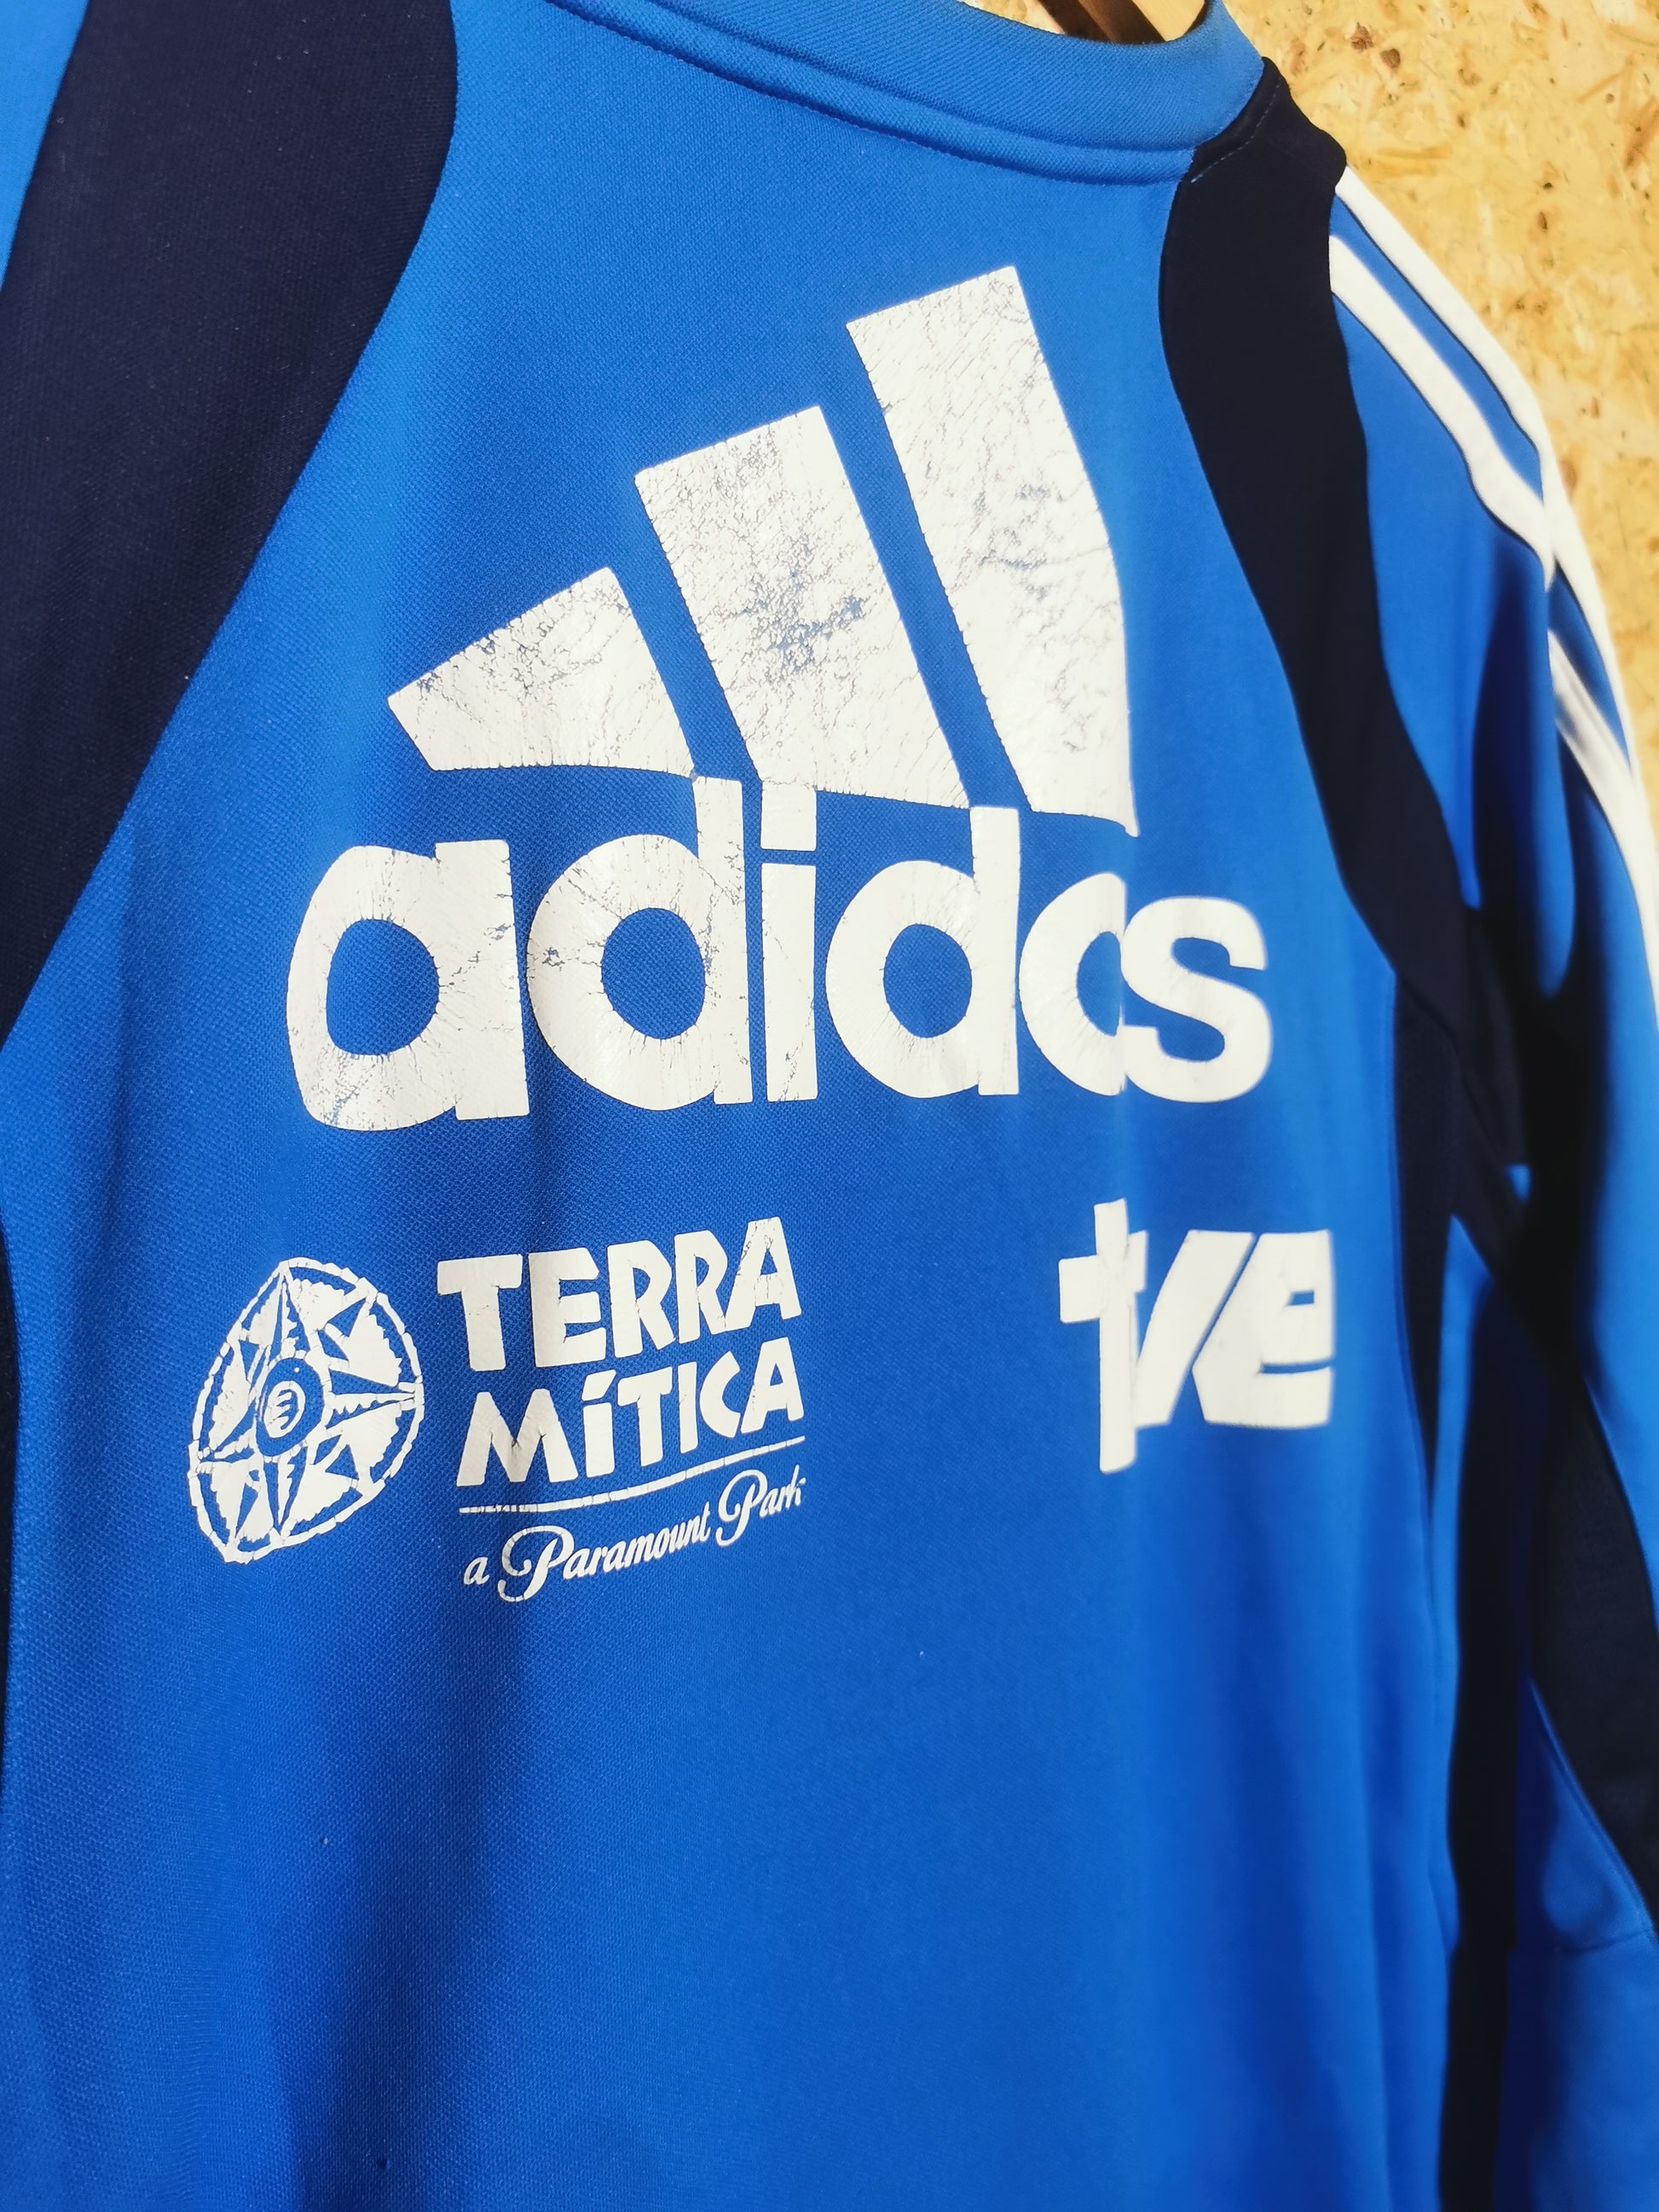 adidas
TERRA
MÍTICA
a Paramount Park
tve